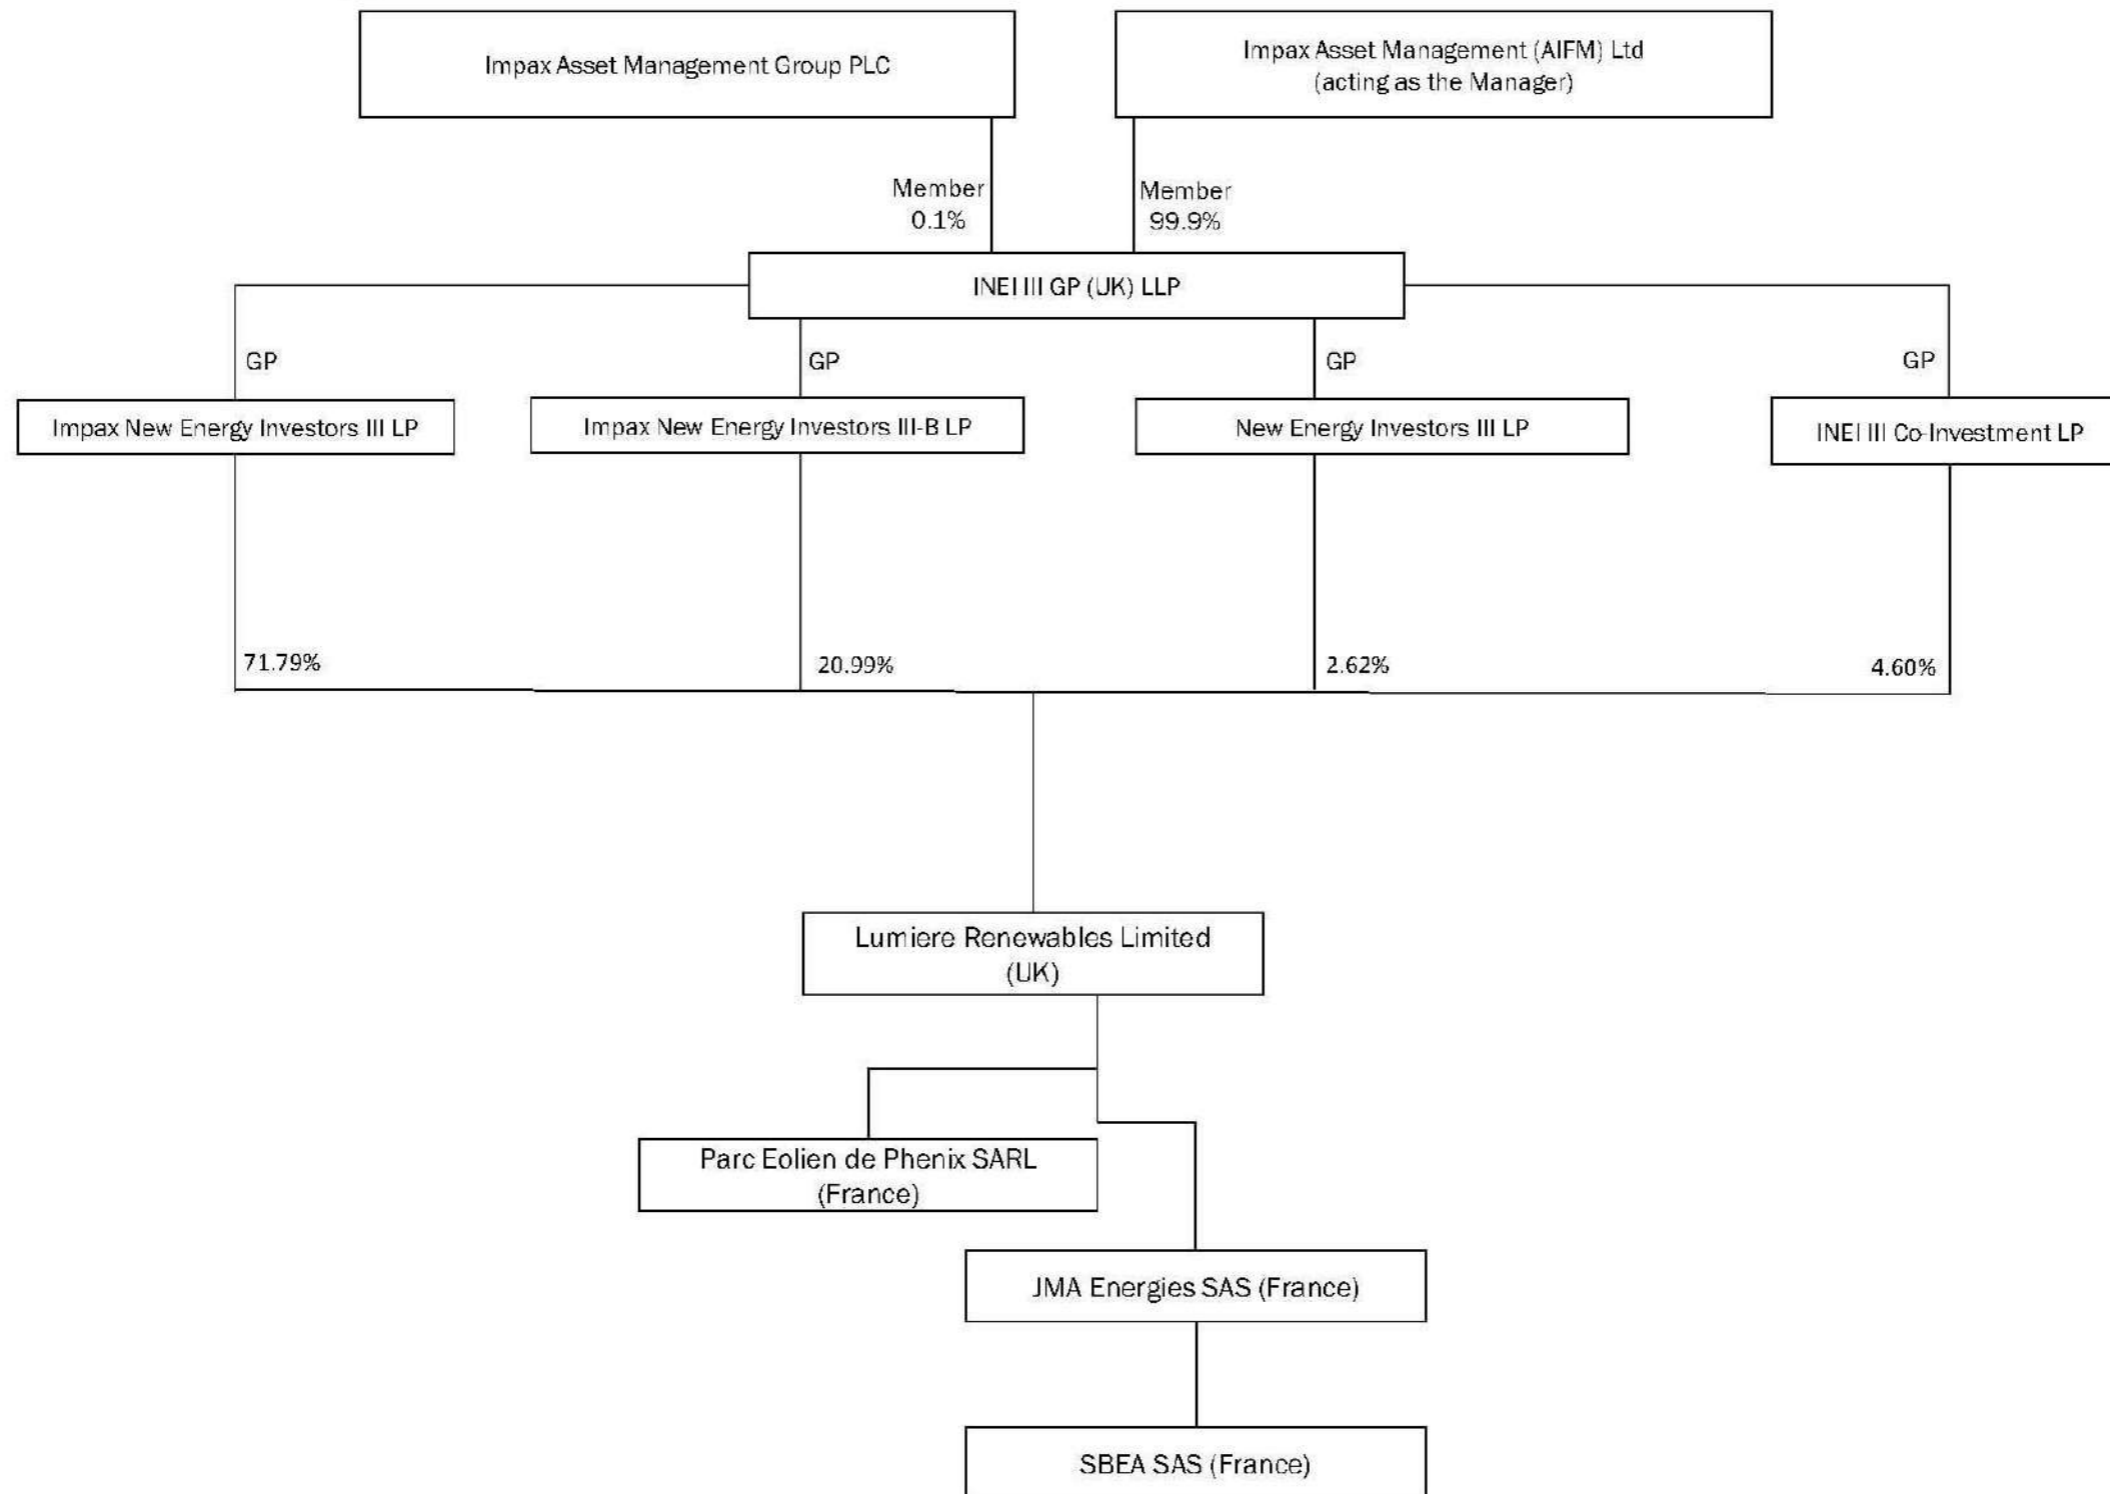 Impax Asset Management Group PLC
Impax Asset Management (AIFM) Ltd
(acting as the Manager)
Member
0.1%
Member
99.9%
INEI III GP (UK) LLP
GP
GP
GP
GP
Impax New Energy Investors III LP
Impax New Energy Investors III-B LP
New Energy Investors III LP
INEI III Co-Investment LP
71.79%
20.99%
2.62%
4.60%
Lumiere Renewables Limited
(UK)
Parc Eolien de Phenix SARL
(France)
JMA Energies SAS (France)
SBEA SAS (France)